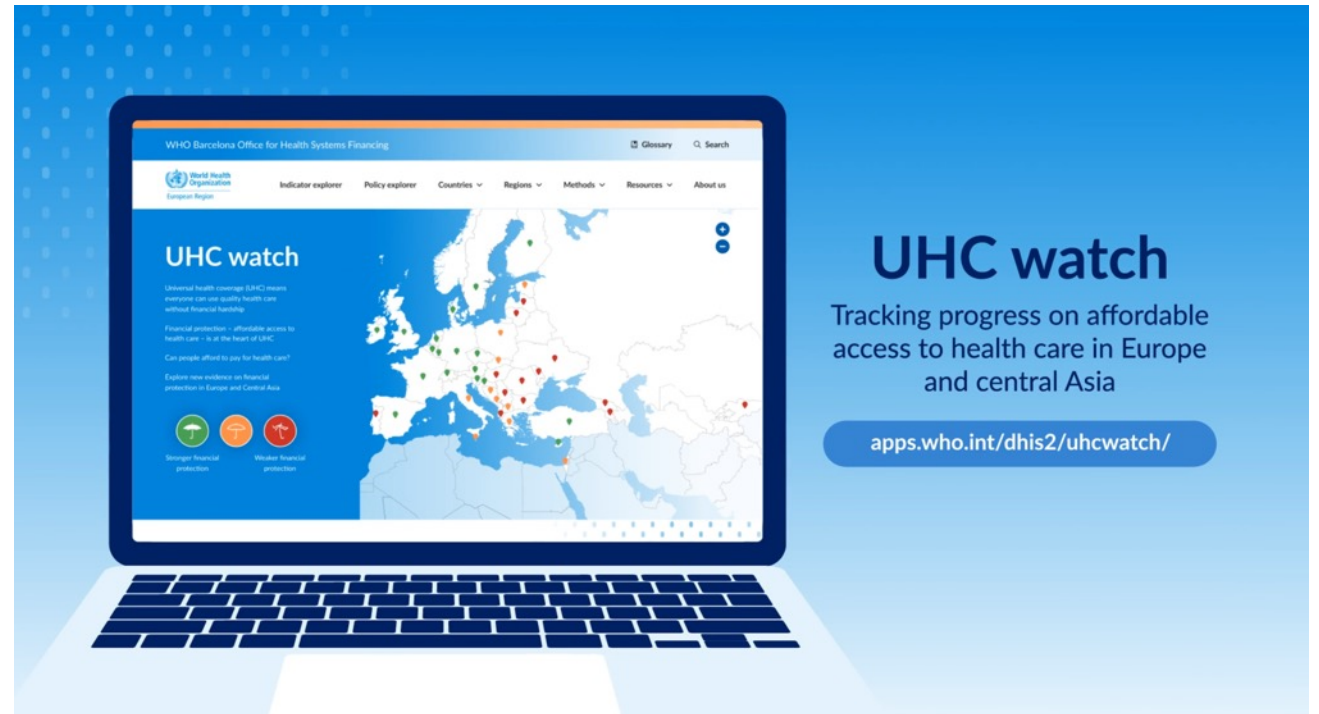 WHO Barcelona Office for Health Systems Financing
Glossary
Search
World Health
Organization
European Region
Indicator explorer
Policy explorer
Countries
Regions
Methods
Resources
About us
UHC watch
Universal health coverage (UHC) means
everyone can use quality health care
without financial hardship
Financial protection – affordable access to
health care – is at the heart of UHC
Can people afford to pay for health care?
Explore new evidence on financial
protection in Europe and Central Asia
Stronger financial
protection
Weaker financial
protection
UHC watch
Tracking progress on affordable
access to health care in Europe
and central Asia
apps.who.int/dhis2/uhcwatch/